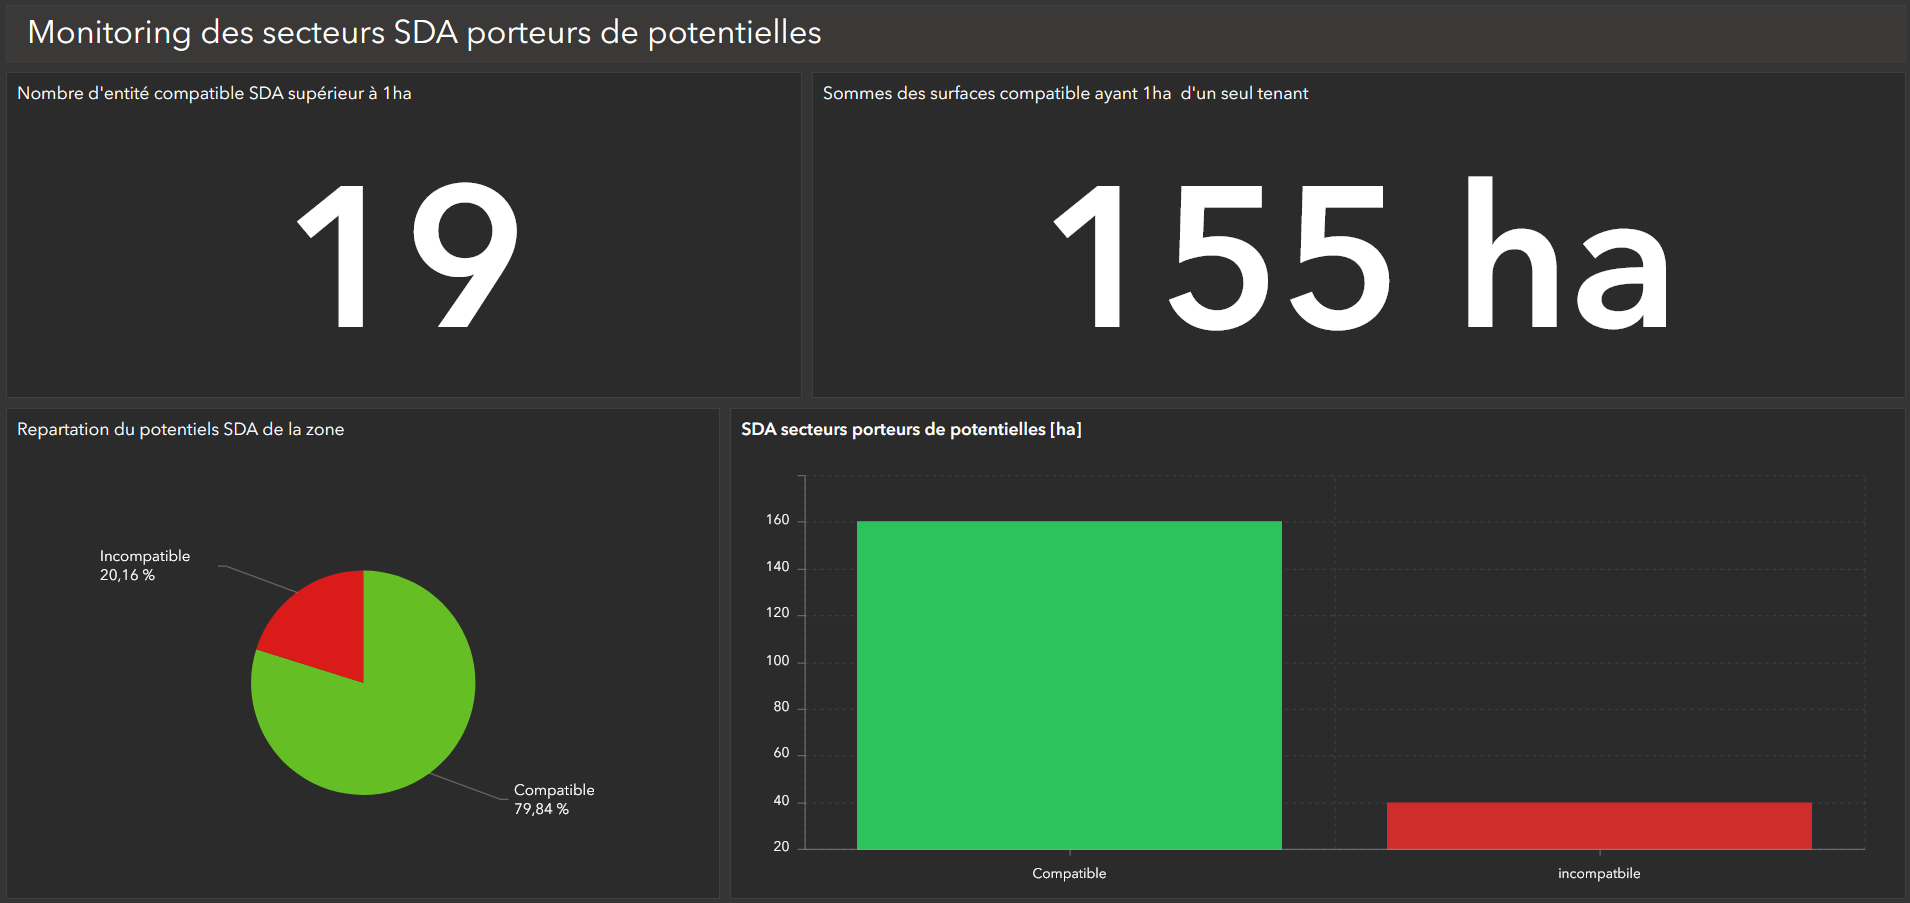 Monitoring des secteurs SDA porteurs de potentielles
Nombre d'entité compatible SDA supérieur à 1ha
19
Sommes des surfaces compatible ayant 1ha  d'un seul tenant
155 ha
Repartation du potentiels SDA de la zone
Incompatible
20,16 %
Compatible
79,84 %
SDA secteurs porteurs de potentielles [ha]
160
140
120
100
80
60
40
20
Compatible
incompatbile